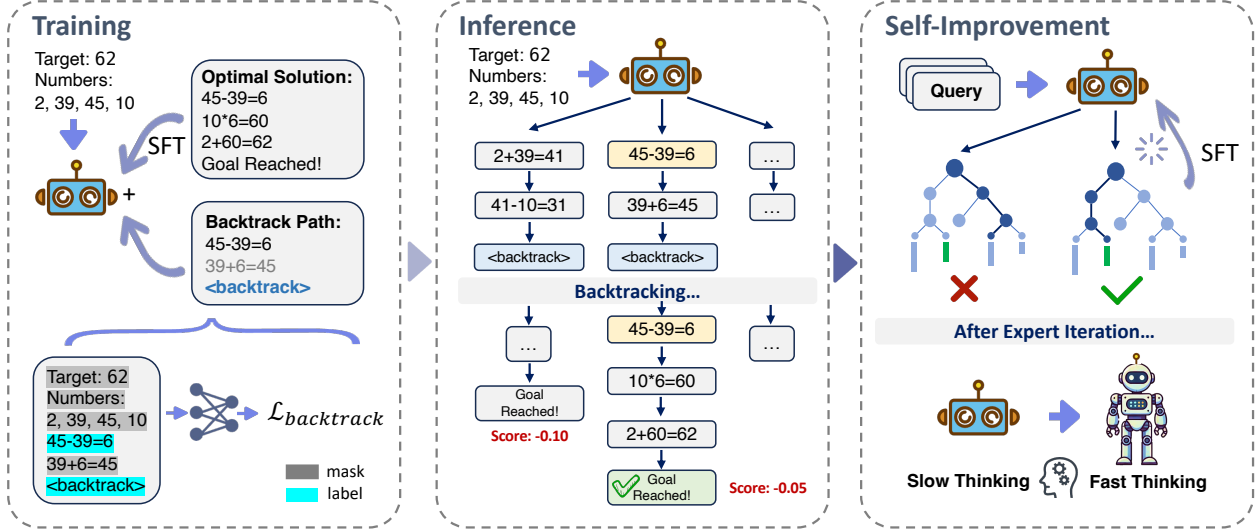 Training
Target: 62
Numbers:
2, 39, 45, 10
SFT
+
Optimal Solution:
45-39=6
10*6=60
2+60=62
Goal Reached!
Backtrack Path:
45-39=6
39+6=45
<backtrack>
Target: 62
Numbers:
2, 39, 45, 10
45-39=6
39+6=45
<backtrack>
ℒbacktrack
mask
label
Inference
Target: 62
Numbers:
2, 39, 45, 10
2+39=41
45-39=6
...
41-10=31
39+6=45
...
<backtrack>
<backtrack>
Backtracking...
...
45-39=6
...
Goal
Reached!
10*6=60
Score: -0.10
2+60=62
Goal
Reached!
Score: -0.05
Self-Improvement
Query
SFT
After Expert Iteration...
Slow Thinking
Fast Thinking